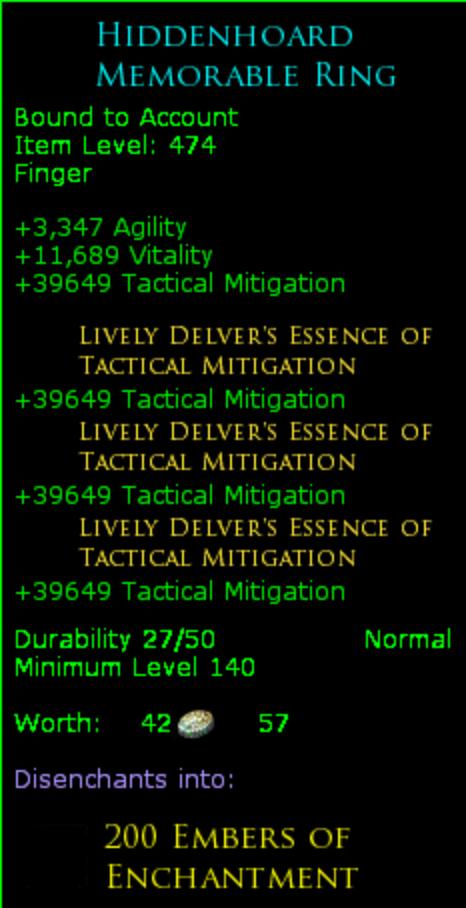 Hiddenhoard
Memorable Ring
Bound to Account
Item Level: 474
Finger
+3,347 Agility
+11,689 Vitality
+39649 Tactical Mitigation
Lively Delver's Essence of
Tactical Mitigation
+39649 Tactical Mitigation
Lively Delver's Essence of
Tactical Mitigation
+39649 Tactical Mitigation
Lively Delver's Essence of
Tactical Mitigation
+39649 Tactical Mitigation
Durability 27/50 Normal
Minimum Level 140
Worth: 42 57
Disenchants into:
200 Embers of
Enchantment